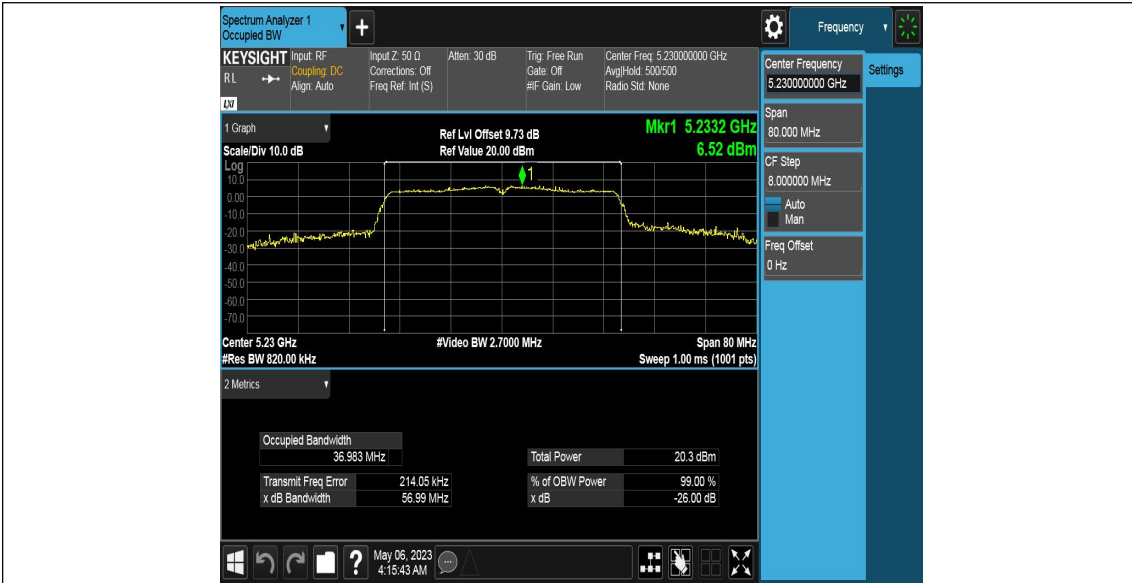 Spectrum Analyzer 1
Occupied BW
+
Frequency
KEYSIGHT
R L
LXI
Input: RF
Coupling: DC
Align: Auto
Input Z: 50 Ω
Corrections: Off
Freq Ref: Int (S)
Atten: 30 dB
Trig: Free Run
Gate: Off
#IF Gain: Low
Center Freq: 5.230000000 GHz
Avg|Hold: 500/500
Radio Std: None
Center Frequency
5.230000000 GHz
Settings
Span
80.000 MHz
CF Step
8.000000 MHz
Auto
Man
Freq Offset
0 Hz
1 Graph
Scale/Div 10.0 dB
Ref Lvl Offset 9.73 dB
Ref Value 20.00 dBm
Mkr1 5.2332 GHz
6.52 dBm
Log
1
10.0
0.00
-10.0
-20.0
-30.0
-40.0
-50.0
-60.0
-70.0
Center 5.23 GHz
#Res BW 820.00 kHz
#Video BW 2.7000 MHz
Span 80 MHz
Sweep 1.00 ms (1001 pts)
2 Metrics
Occupied Bandwidth
36.983 MHz
Total Power 20.3 dBm
Transmit Freq Error 214.05 kHz
% of OBW Power 99.00 %
x dB Bandwidth 56.99 MHz
x dB -26.00 dB
?
May 06, 2023
4:15:43 AM